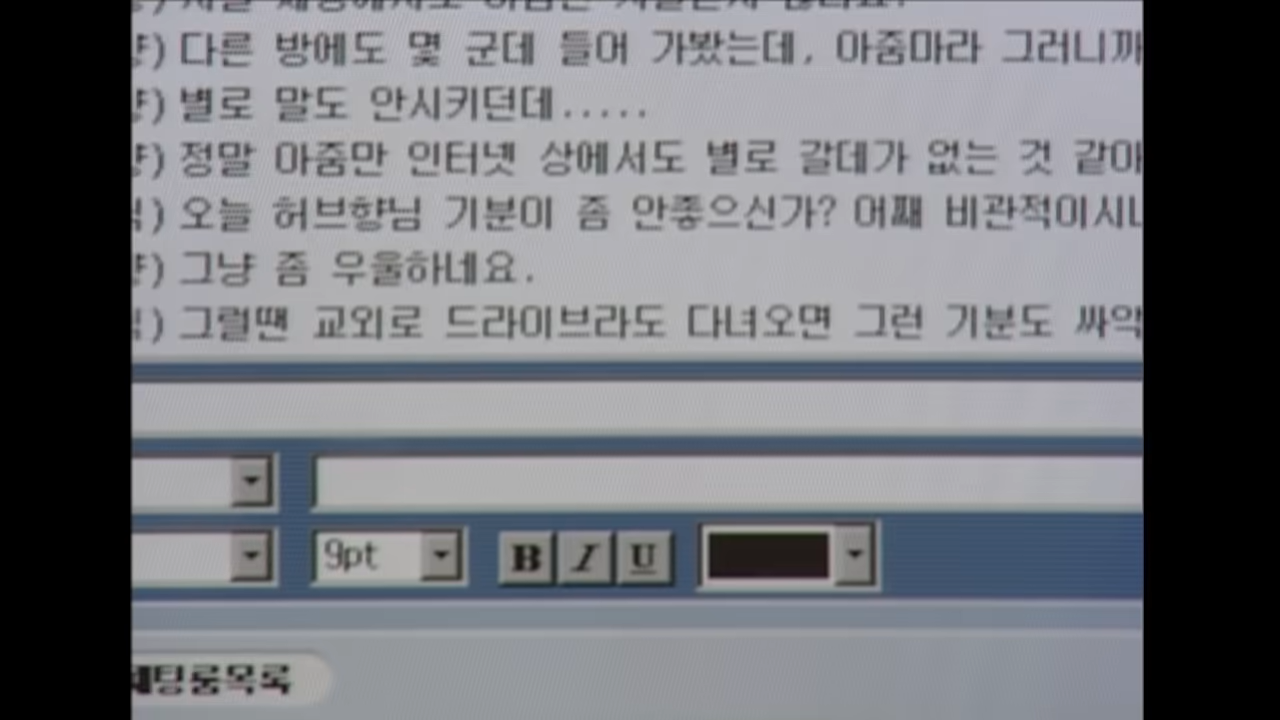 다른 방에도 몇 군데 들어 가봤는데, 아줌마라 그러니까
별로 말도 안시키던데.....
정말 아줌만 인터넷 상에서도 별로 갈데가 없는 것 같아
오늘 허브향님 기분이 좀 안좋으신가? 어째 비관적이시
그냥 좀 우울하네요.
그럴땐 교외로 드라이브라도 다녀오면 그런 기분도 싸악
9pt
B I U
채팅룸목록